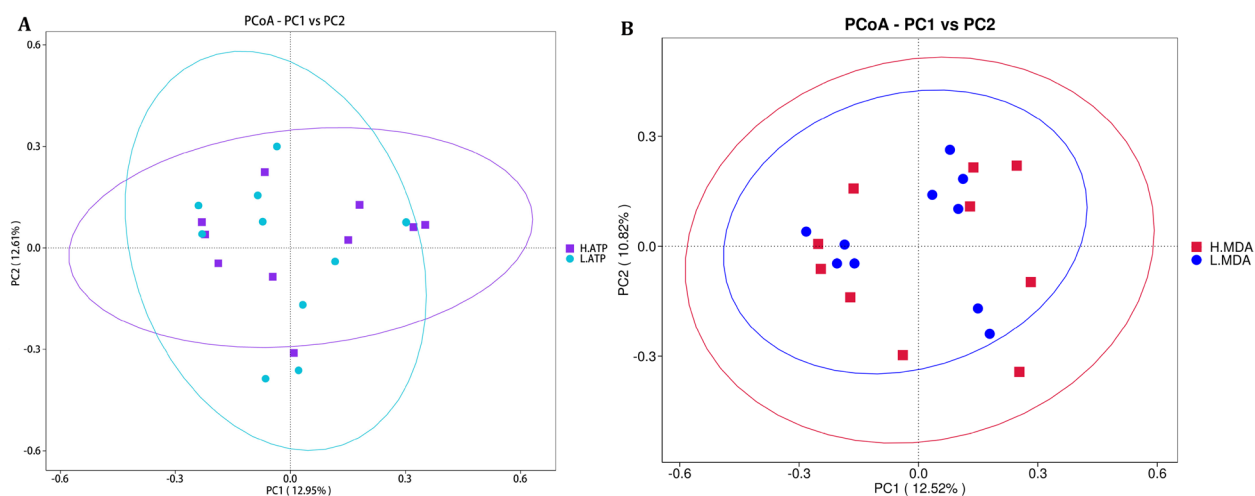 A
PCoA - PC1 vs PC2
0.6
0.3
0.0
-0.3
-0.6
PC2 ( 12.61% )
-0.6
-0.3
0.0
0.3
0.6
PC1 ( 12.95% )
H.ATP
L.ATP
B
PCoA - PC1 vs PC2
0.3
0.0
-0.3
PC2 ( 10.82% )
-0.6
-0.3
0.0
0.3
0.6
PC1 ( 12.52% )
H.MDA
L.MDA